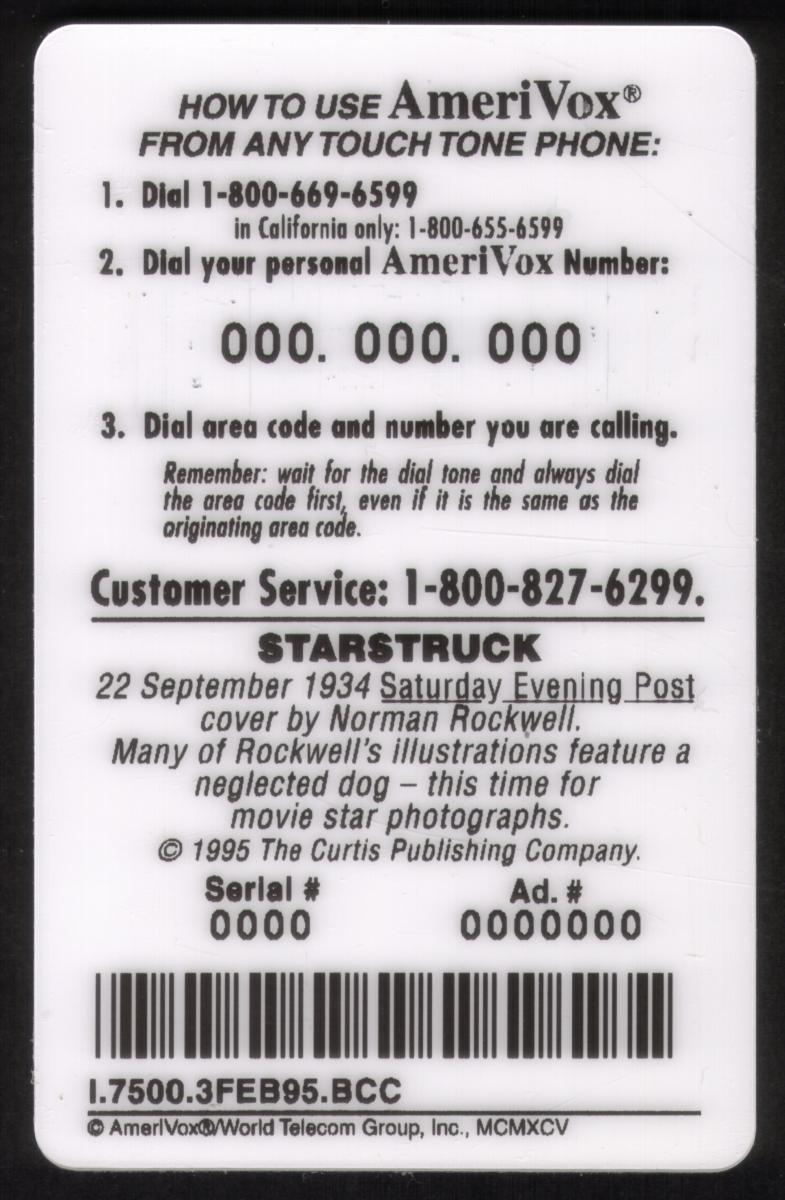 HOW TO USE AmeriVox®
FROM ANY TOUCH TONE PHONE:
1. Dial 1-800-669-6599
in California only: 1-800-655-6599
2. Dial your personal AmeriVox Number:
000. 000. 000
3. Dial area code and number you are calling.
Remember: wait for the dial tone and always dial
the area code first, even if it is the same as the
originating area code.
Customer Service: 1-800-827-6299.
STARSTRUCK
22 September 1934 Saturday Evening Post
cover by Norman Rockwell.
Many of Rockwell's illustrations feature a
neglected dog – this time for
movie star photographs.
© 1995 The Curtis Publishing Company.
Serial # Ad. #
0000 0000000
I.7500.3FEB95.BCC
© AmeriVox®/World Telecom Group, Inc., MCMXCV